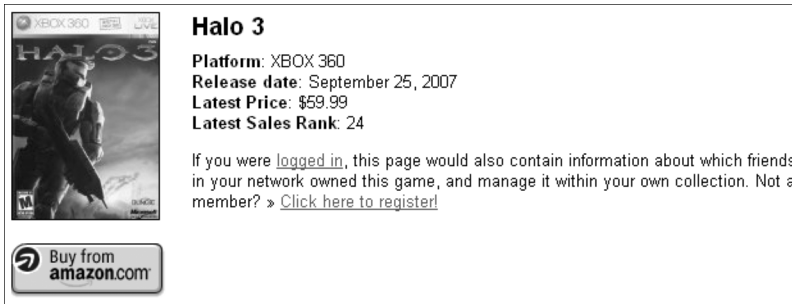 XBOX 360
LIVE
HALO 3
M
BUNGIE
Microsoft
Halo 3
Platform: XBOX 360
Release date: September 25, 2007
Latest Price: $59.99
Latest Sales Rank: 24
If you were logged in, this page would also contain information about which friends
in your network owned this game, and manage it within your own collection. Not a
member? » Click here to register!
Buy from
amazon.com